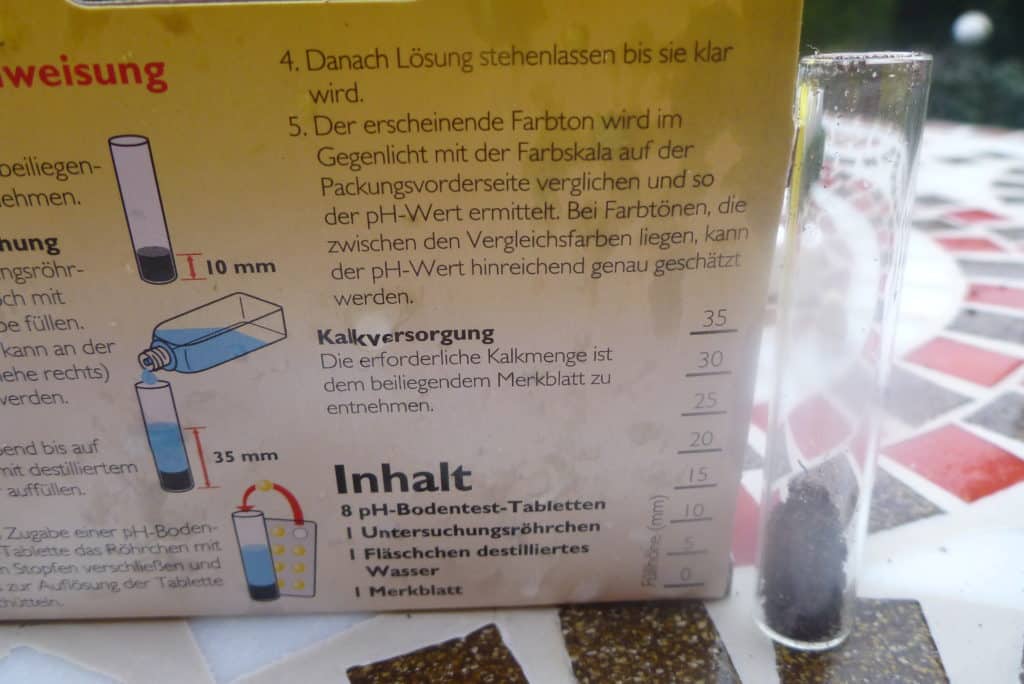 weisung
beiliegen-
ehmen.
hung
ngsröhr-
ch mit
be füllen.
kann an der
iehe rechts)
werden.
end bis auf
mit destilliertem
auffüllen.
Zugabe einer pH-Boden-
Tablette das Röhrchen mit
n Stopfen verschließen und
zur Auflösung der Tablette
chütteln.
10 mm
35 mm
4. Danach Lösung stehenlassen bis sie klar
wird.
5. Der erscheinende Farbton wird im
Gegenlicht mit der Farbskala auf der
Packungsvorderseite verglichen und so
der pH-Wert ermittelt. Bei Farbtönen, die
zwischen den Vergleichsfarben liegen, kann
der pH-Wert hinreichend genau geschätzt
werden.
Kalkversorgung
Die erforderliche Kalkmenge ist
dem beiliegendem Merkblatt zu
entnehmen.
Inhalt
8 pH-Bodentest-Tabletten
1 Untersuchungsröhrchen
1 Fläschchen destilliertes
Wasser
1 Merkblatt
35
30
25
20
15
10
5
0
Füllhöhe (mm)